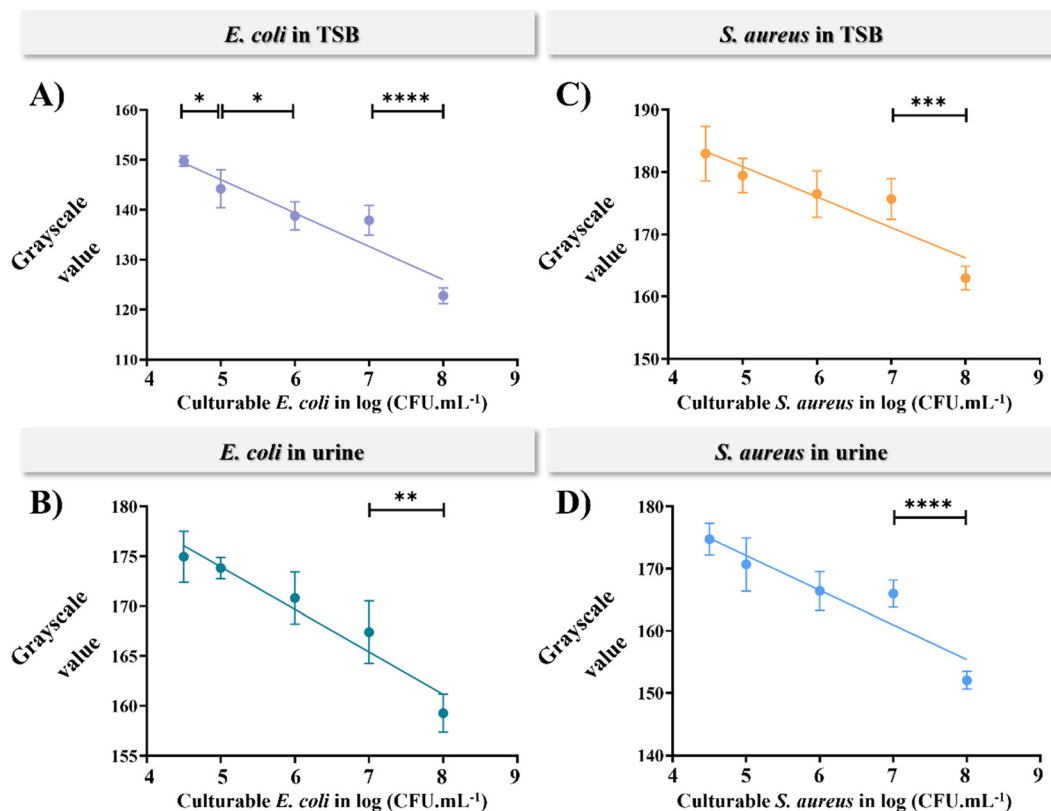 E. coli in TSB
A)
* * ****
160
150
140
130
120
110
Grayscale
value
4 5 6 7 8 9
Culturable E. coli in log (CFU.mL⁻¹)
S. aureus in TSB
C)
***
190
180
170
160
150
Grayscale
value
4 5 6 7 8 9
Culturable S. aureus in log (CFU.mL⁻¹)
E. coli in urine
B)
**
180
175
170
165
160
155
Grayscale
value
4 5 6 7 8 9
Culturable E. coli in log (CFU.mL⁻¹)
S. aureus in urine
D)
****
180
170
160
150
140
Grayscale
value
4 5 6 7 8 9
Culturable S. aureus in log (CFU.mL⁻¹)